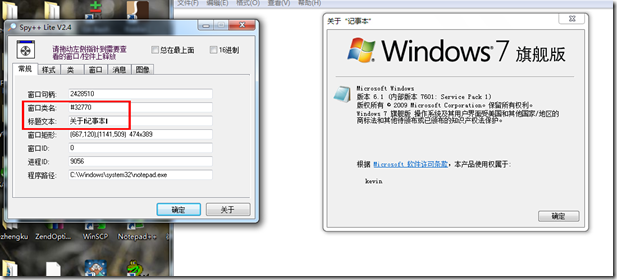 文件(F) 编辑(E) 格式(O) 查看(V) 帮助(H)
Spy++ Lite V2.4
请拖动左侧指针到需要查
看的窗口/控件上释放
总在最上面
16进制
常规 样式 类 窗口 消息 图像
窗口句柄: 2428510
窗口类名: #32770
标题文本: 关于“记事本”
窗口矩形: (667,120),(1141,509) 474x389
窗口ID: 0
进程ID: 9056
程序路径: C:\Windows\system32\notepad.exe
确定 关于
zhengku ZendOpti... WinSCP Notepad++
关于 “记事本”
Windows 7 旗舰版
Microsoft Windows
版本 6.1 (内部版本 7601: Service Pack 1)
版权所有 © 2009 Microsoft Corporation。保留所有权利。
Windows 7 旗舰版 操作系统及其用户界面受美国和其他国家/地区的
商标法和其他待颁布或已颁布的知识产权法保护。
根据 Microsoft 软件许可条款，本产品使用权属于:
kevin
确定